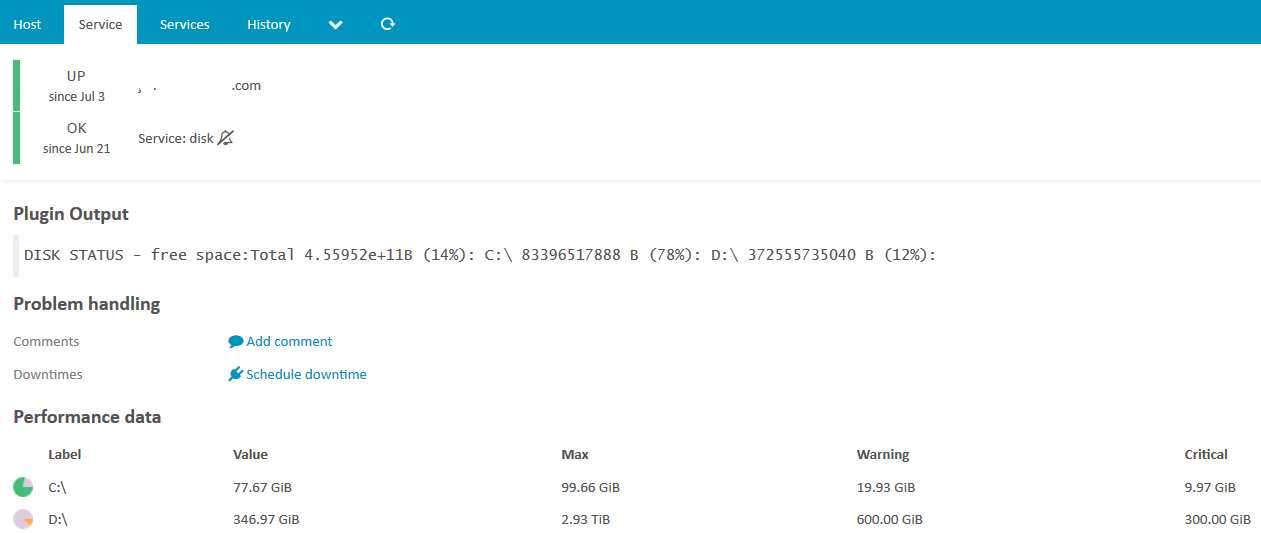 Host Service Services History
UP
since Jul 3
.com
OK
since Jun 21
Service: disk
Plugin Output
DISK STATUS - free space:Total 4.55952e+11B (14%): C:\ 83396517888 B (78%): D:\ 372555735040 B (12%):
Problem handling
Comments Add comment
Downtimes Schedule downtime
Performance data
Label Value Max Warning Critical
C:\ 77.67 GiB 99.66 GiB 19.93 GiB 9.97 GiB
D:\ 346.97 GiB 2.93 TiB 600.00 GiB 300.00 GiB